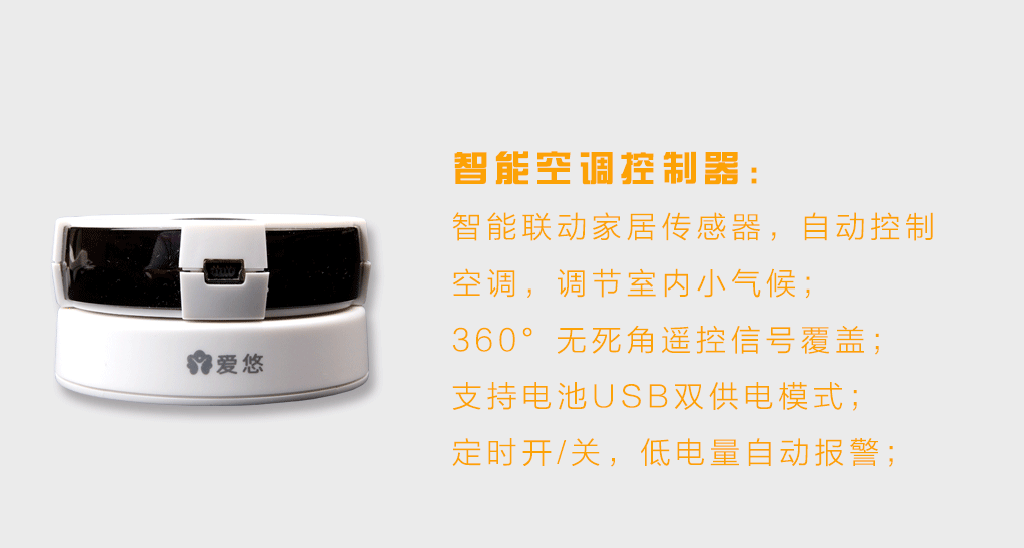 爱悠
智能空调控制器：
智能联动家居传感器，自动控制
空调，调节室内小气候；
360°无死角遥控信号覆盖；
支持电池USB双供电模式；
定时开/关，低电量自动报警；